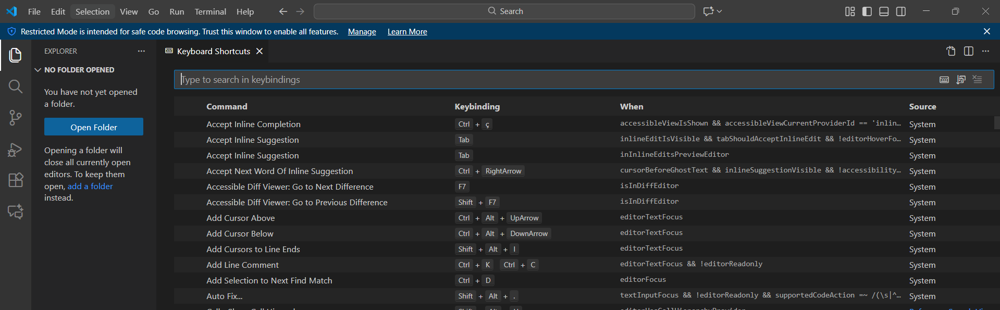 File Edit Selection View Go Run Terminal Help Search
Restricted Mode is intended for safe code browsing. Trust this window to enable all features. Manage Learn More
EXPLORER
NO FOLDER OPENED
You have not yet opened
a folder.
Open Folder
Opening a folder will
close all currently open
editors. To keep them
open, add a folder
instead.
Keyboard Shortcuts
Type to search in keybindings
Command Keybinding When Source
Accept Inline Completion Ctrl + ç accessibleViewIsShown && accessibleViewCurrentProviderId == 'inlin… System
Accept Inline Suggestion Tab inlineEditIsVisible && tabShouldAcceptInlineEdit && !editorHoverFo… System
Accept Inline Suggestion Tab inInlineEditsPreviewEditor System
Accept Next Word Of Inline Suggestion Ctrl + RightArrow cursorBeforeGhostText && inlineSuggestionVisible && !accessibility… System
Accessible Diff Viewer: Go to Next Difference F7 isInDiffEditor System
Accessible Diff Viewer: Go to Previous Difference Shift + F7 isInDiffEditor System
Add Cursor Above Ctrl + Alt + UpArrow editorTextFocus System
Add Cursor Below Ctrl + Alt + DownArrow editorTextFocus System
Add Cursors to Line Ends Shift + Alt + I editorTextFocus System
Add Line Comment Ctrl + K Ctrl + C editorTextFocus && !editorReadonly System
Add Selection to Next Find Match Ctrl + D editorFocus System
Auto Fix... Shift + Alt + . textInputFocus && !editorReadonly && supportedCodeAction =~ /(\s|^… System